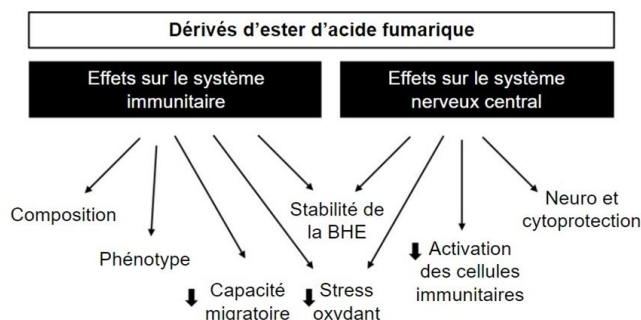 Dérivés d'ester d'acide fumarique
Effets sur le système
immunitaire
Effets sur le système
nerveux central
Composition
Phénotype
Capacité
migratoire
Stabilité de
la BHE
Stress
oxydant
Activation
des cellules
immunitaires
Neuro et
cytoprotection